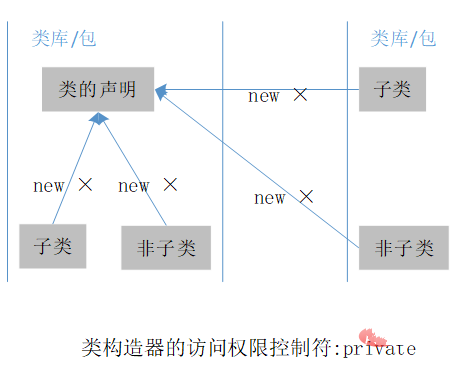 类库/包 类库/包
类的声明 new × 子类
new × new × new ×
子类 非子类 非子类
类构造器的访问权限控制符:private